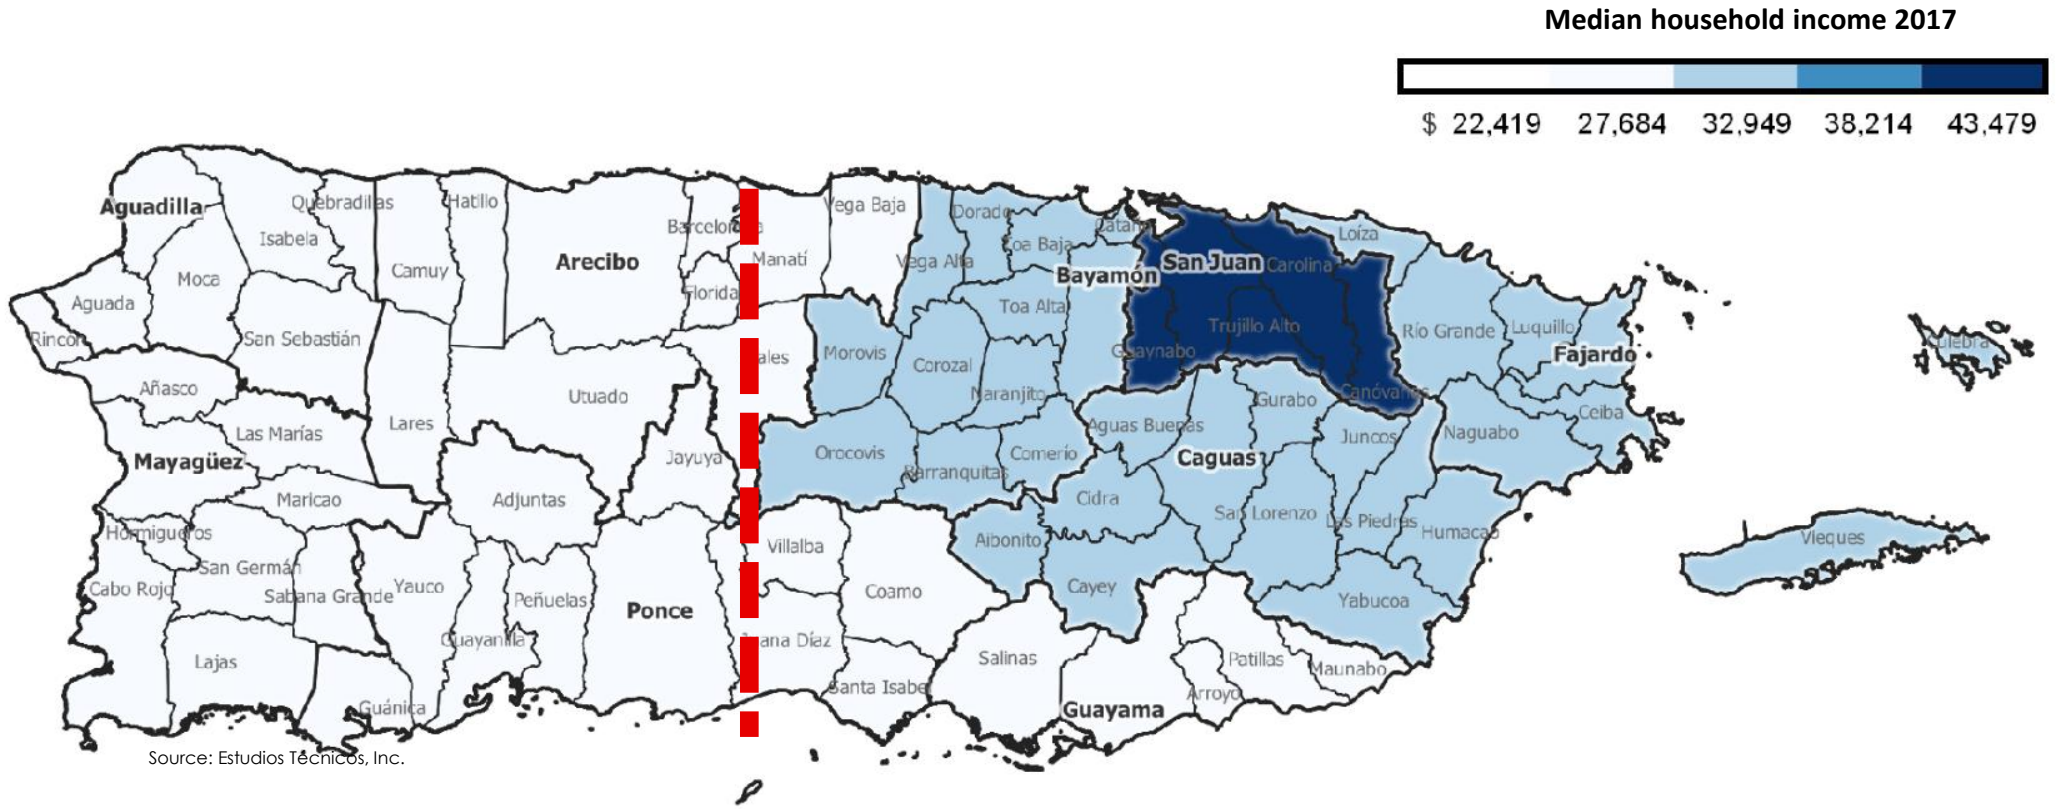 Median household income 2017
$ 22,419 27,684 32,949 38,214 43,479
Aguadilla
Quebradillas
Hatillo
Isabela
Camuy
Moca
Aguada
Rincón
San Sebastián
Añasco
Las Marías
Lares
Mayagüez
Maricao
Hormigueros
San Germán
Cabo Rojo
Sabana Grande
Lajas
Guánica
Yauco
Guayanilla
Peñuelas
Adjuntas
Utuado
Arecibo
Florida
Jayuya
Ponce
Manatí
Vega Baja
Vega Alta
Dorado
Toa Alta
Bayamón
San Juan
Carolina
Loíza
Trujillo Alto
Guaynabo
Canóvanas
Río Grande
Luquillo
Fajardo
Ceiba
Naguabo
Culebra
Vieques
Morovis
Corozal
Naranjito
Orocovis
Barranquitas
Comerío
Aguas Buenas
Gurabo
Caguas
Juncos
Cidra
San Lorenzo
Las Piedras
Humacao
Aibonito
Cayey
Yabucoa
Villalba
Coamo
Santa Isabel
Salinas
Guayama
Arroyo
Patillas
Maunabo
Source: Estudios Técnicos, Inc.